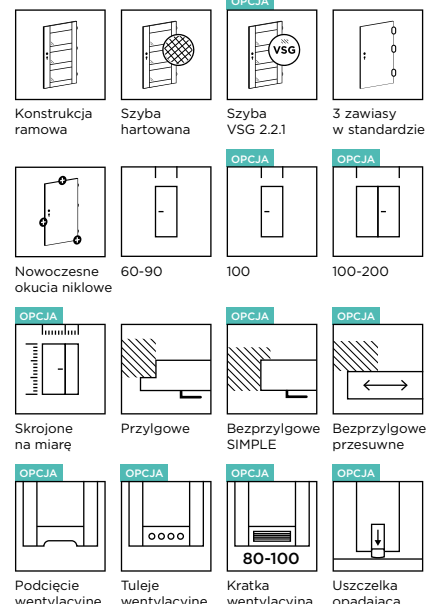 OPCJA
VSG
Konstrukcja
ramowa
Szyba
hartowana
Szyba
VSG 2.2.1
3 zawiasy
w standardzie
OPCJA
OPCJA
Nowoczesne
okucia niklowe
60-90
100
100-200
OPCJA
OPCJA
OPCJA
Skrojone
na miarę
Przylgowe
Bezprzylgowe
SIMPLE
Bezprzylgowe
przesuwne
OPCJA
OPCJA
OPCJA
OPCJA
80-100
Podcięcie
wentylacyjne
Tuleje
wentylacyjne
Kratka
wentylacyjna
Uszczelka
opadająca